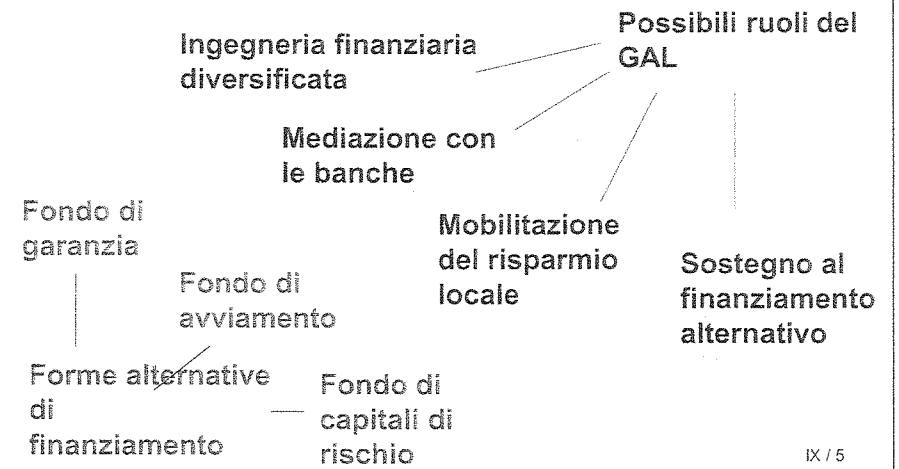 Possibili ruoli del
GAL
Ingegneria finanziaria
diversificata
Mediazione con
le banche
Mobilitazione
del risparmio
locale
Sostegno al
finanziamento
alternativo
Fondo di
garanzia
Fondo di
avviamento
Forme alternative
di
finanziamento
Fondo di
capitali di
rischio
IX / 5